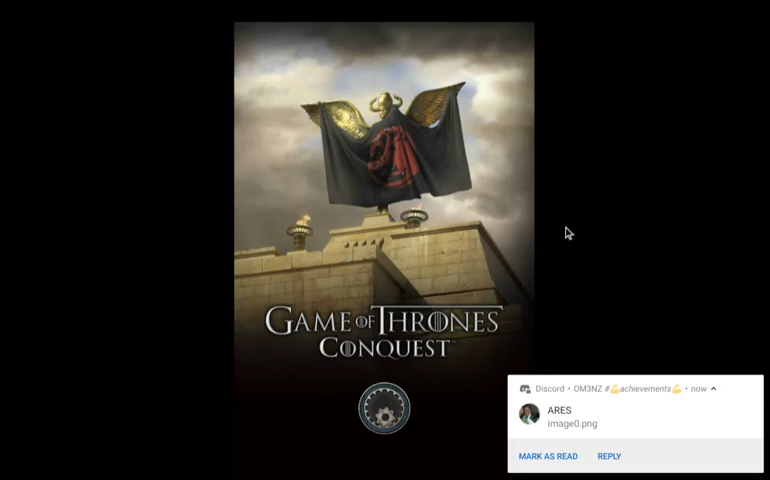 GAME OF THRONES
CONQUEST
Discord • OM3NZ #💪achievements💪 • now
ARES
image0.png
MARK AS READ REPLY